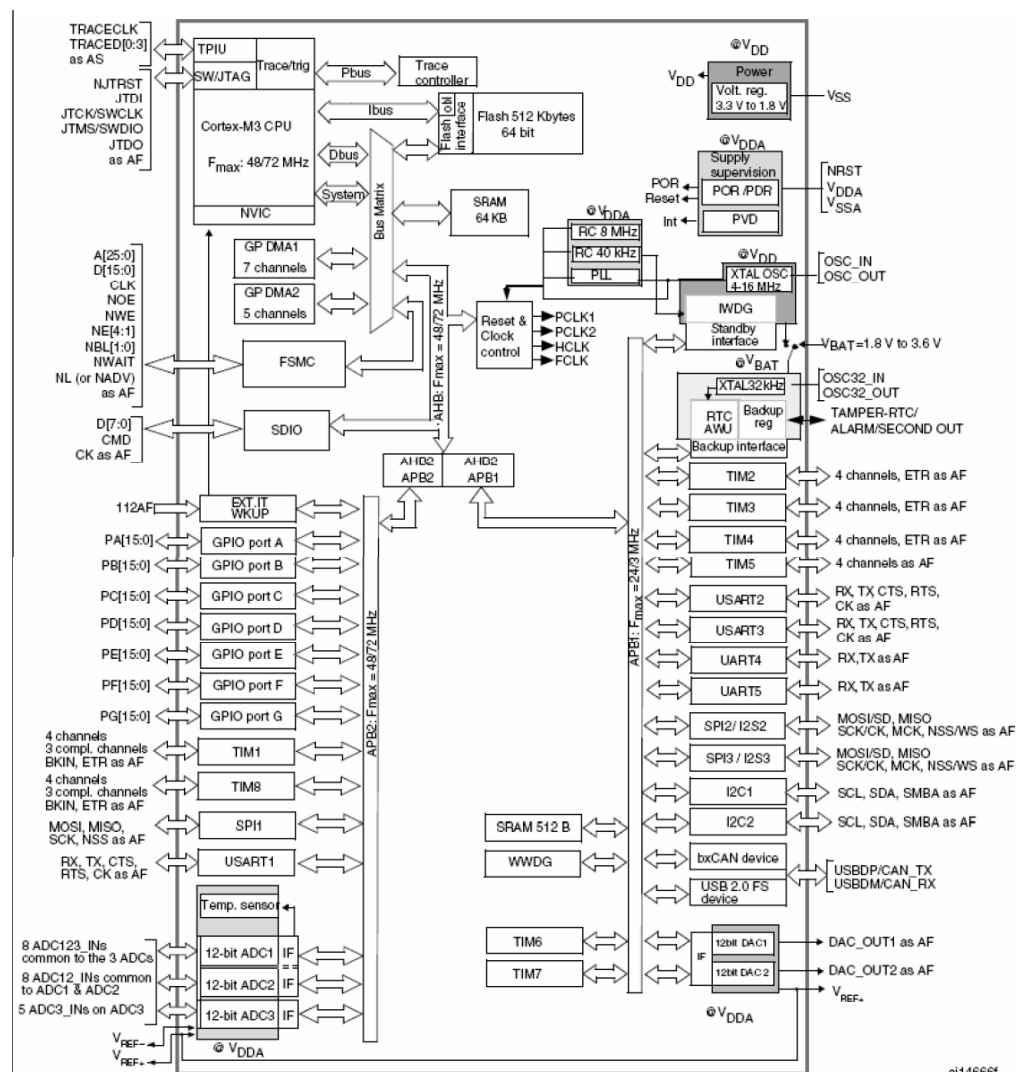 TRACECLK
TRACED[0:3]
as AS
NJTRST
JTDI
JTCK/SWCLK
JTMS/SWDIO
JTDO
as AF
TPIU
SW/JTAG
Trace/trig
Cortex-M3 CPU
Fmax: 48/72 MHz
NVIC
Pbus
Trace
controller
Ibus
Dbus
System
Flash obl
interface
Flash 512 Kbytes
64 bit
Bus Matrix
SRAM
64 KB
@VDD
VDD
Power
Volt. reg.
3.3 V to 1.8 V
VSS
@VDDA
Supply
supervision
POR
Reset
POR /PDR
Int
PVD
NRST
VDDA
VSSA
GP DMA1
7 channels
GP DMA2
5 channels
@VDDA
RC 8 MHz
RC 40 kHz
PLL
@VDD
XTAL OSC
4-16 MHz
OSC_IN
OSC_OUT
IWDG
Standby
interface
VBAT=1.8 V to 3.6 V
A[25:0]
D[15:0]
CLK
NOE
NWE
NE[4:1]
NBL[1:0]
NWAIT
NL (or NADV)
as AF
FSMC
D[7:0]
CMD
CK as AF
SDIO
AHB: Fmax = 48/72 MHz
Reset &
Clock
control
PCLK1
PCLK2
HCLK
FCLK
@VBAT
XTAL32kHz
OSC32_IN
OSC32_OUT
RTC
AWU
Backup
reg
Backup interface
TAMPER-RTC/
ALARM/SECOND OUT
AHB2
APB2
AHB2
APB1
112AF
EXT.IT
WKUP
PA[15:0]
GPIO port A
PB[15:0]
GPIO port B
PC[15:0]
GPIO port C
PD[15:0]
GPIO port D
PE[15:0]
GPIO port E
PF[15:0]
GPIO port F
PG[15:0]
GPIO port G
4 channels
3 compl. channels
BKIN, ETR as AF
TIM1
4 channels
3 compl. channels
BKIN, ETR as AF
TIM8
MOSI, MISO,
SCK, NSS as AF
SPI1
RX, TX, CTS,
RTS, CK as AF
USART1
Temp. sensor
8 ADC123_INs
common to the 3 ADCs
12-bit ADC1 IF
8 ADC12_INs common
to ADC1 & ADC2
12-bit ADC2 IF
5 ADC3_INs on ADC3
12-bit ADC3 IF
VREF-
VREF+
@ VDDA
APB2: Fmax = 48/72 MHz
APB1: Fmax = 24/3 MHz
TIM2
4 channels, ETR as AF
TIM3
4 channels, ETR as AF
TIM4
4 channels, ETR as AF
TIM5
4 channels as AF
USART2
RX, TX CTS, RTS,
CK as AF
USART3
RX, TX, CTS, RTS,
CK as AF
UART4
RX,TX as AF
UART5
RX, TX as AF
SPI2/ I2S2
MOSI/SD, MISO
SCK/CK, MCK, NSS/WS as AF
SPI3 / I2S3
MOSI/SD, MISO
SCK/CK, MCK, NSS/WS as AF
I2C1
SCL, SDA, SMBA as AF
I2C2
SCL, SDA, SMBA as AF
SRAM 512 B
WWDG
bxCAN device
USB 2.0 FS
device
USBDP/CAN_TX
USBDM/CAN_RX
TIM6
TIM7
IF
12bit DAC1
12bit DAC 2
DAC_OUT1 as AF
DAC_OUT2 as AF
VREF+
@VDDA
ai14666f